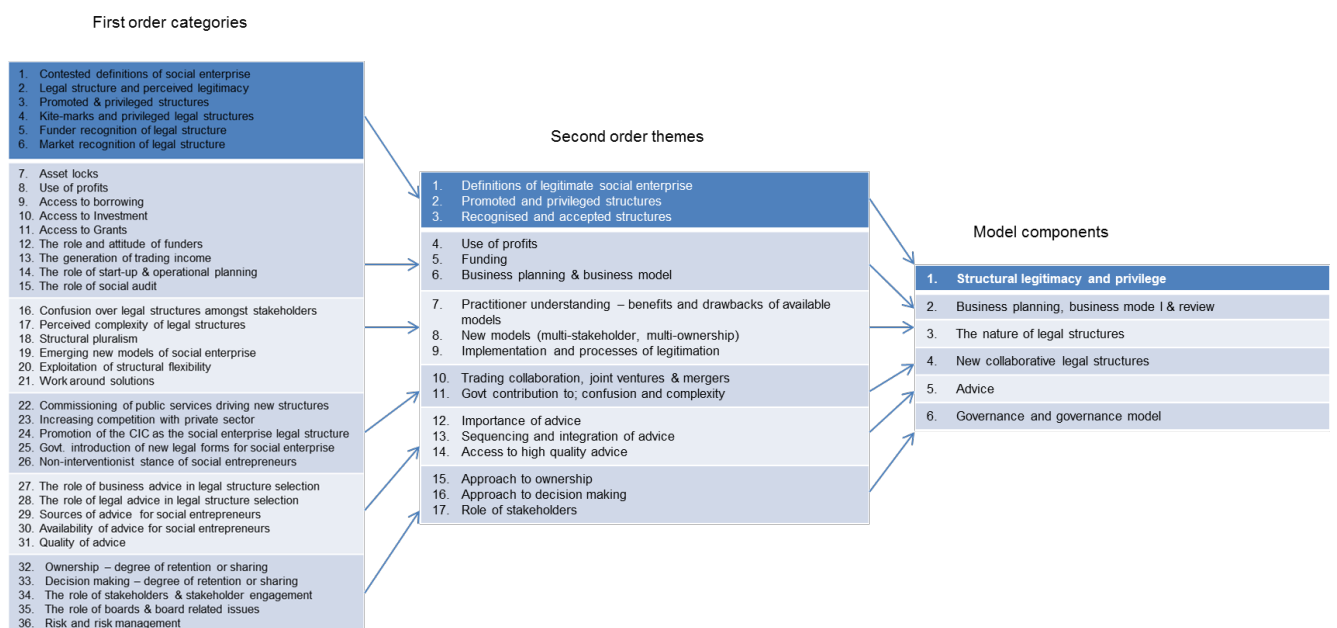 First order categories
1. Contested definitions of social enterprise
2. Legal structure and perceived legitimacy
3. Promoted & privileged structures
4. Kite-marks and privileged legal structures
5. Funder recognition of legal structure
6. Market recognition of legal structure
7. Asset locks
8. Use of profits
9. Access to borrowing
10. Access to Investment
11. Access to Grants
12. The role and attitude of funders
13. The generation of trading income
14. The role of start-up & operational planning
15. The role of social audit
16. Confusion over legal structures amongst stakeholders
17. Perceived complexity of legal structures
18. Structural pluralism
19. Emerging new models of social enterprise
20. Exploitation of structural flexibility
21. Work around solutions
22. Commissioning of public services driving new structures
23. Increasing competition with private sector
24. Promotion of the CIC as the social enterprise legal structure
25. Govt. introduction of new legal forms for social enterprise
26. Non-interventionist stance of social entrepreneurs
27. The role of business advice in legal structure selection
28. The role of legal advice in legal structure selection
29. Sources of advice for social entrepreneurs
30. Availability of advice for social entrepreneurs
31. Quality of advice
32. Ownership – degree of retention or sharing
33. Decision making – degree of retention or sharing
34. The role of stakeholders & stakeholder engagement
35. The role of boards & board related issues
36. Risk and risk management
Second order themes
1. Definitions of legitimate social enterprise
2. Promoted and privileged structures
3. Recognised and accepted structures
4. Use of profits
5. Funding
6. Business planning & business model
7. Practitioner understanding – benefits and drawbacks of available
models
8. New models (multi-stakeholder, multi-ownership)
9. Implementation and processes of legitimation
10. Trading collaboration, joint ventures & mergers
11. Govt contribution to; confusion and complexity
12. Importance of advice
13. Sequencing and integration of advice
14. Access to high quality advice
15. Approach to ownership
16. Approach to decision making
17. Role of stakeholders
Model components
1. Structural legitimacy and privilege
2. Business planning, business mode l & review
3. The nature of legal structures
4. New collaborative legal structures
5. Advice
6. Governance and governance model